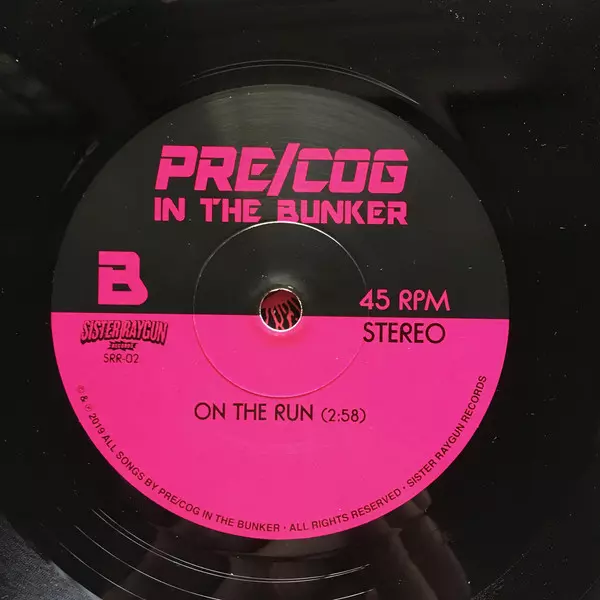 PRE/COG
IN THE BUNKER
B
45 RPM
STEREO
SISTER RAYGUN
RECORDS
SRR-02
ON THE RUN (2:58)
© & ℗ 2019 ALL SONGS BY PRE/COG IN THE BUNKER · ALL RIGHTS RESERVED · SISTER RAYGUN RECORDS